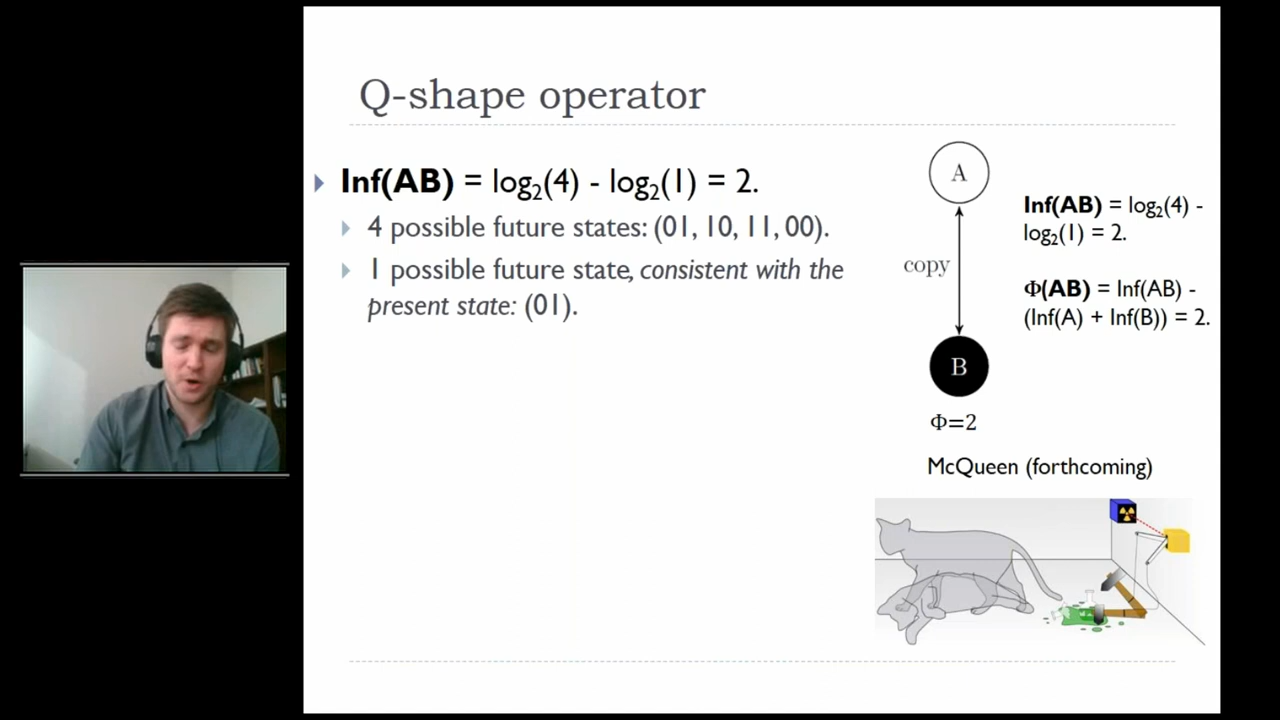 Q-shape operator
Inf(AB) = log₂(4) - log₂(1) = 2.
4 possible future states: (01, 10, 11, 00).
1 possible future state, consistent with the
present state: (01).
A
copy
B
Φ=2
Inf(AB) = log₂(4) -
log₂(1) = 2.
Φ(AB) = Inf(AB) -
(Inf(A) + Inf(B)) = 2.
McQueen (forthcoming)